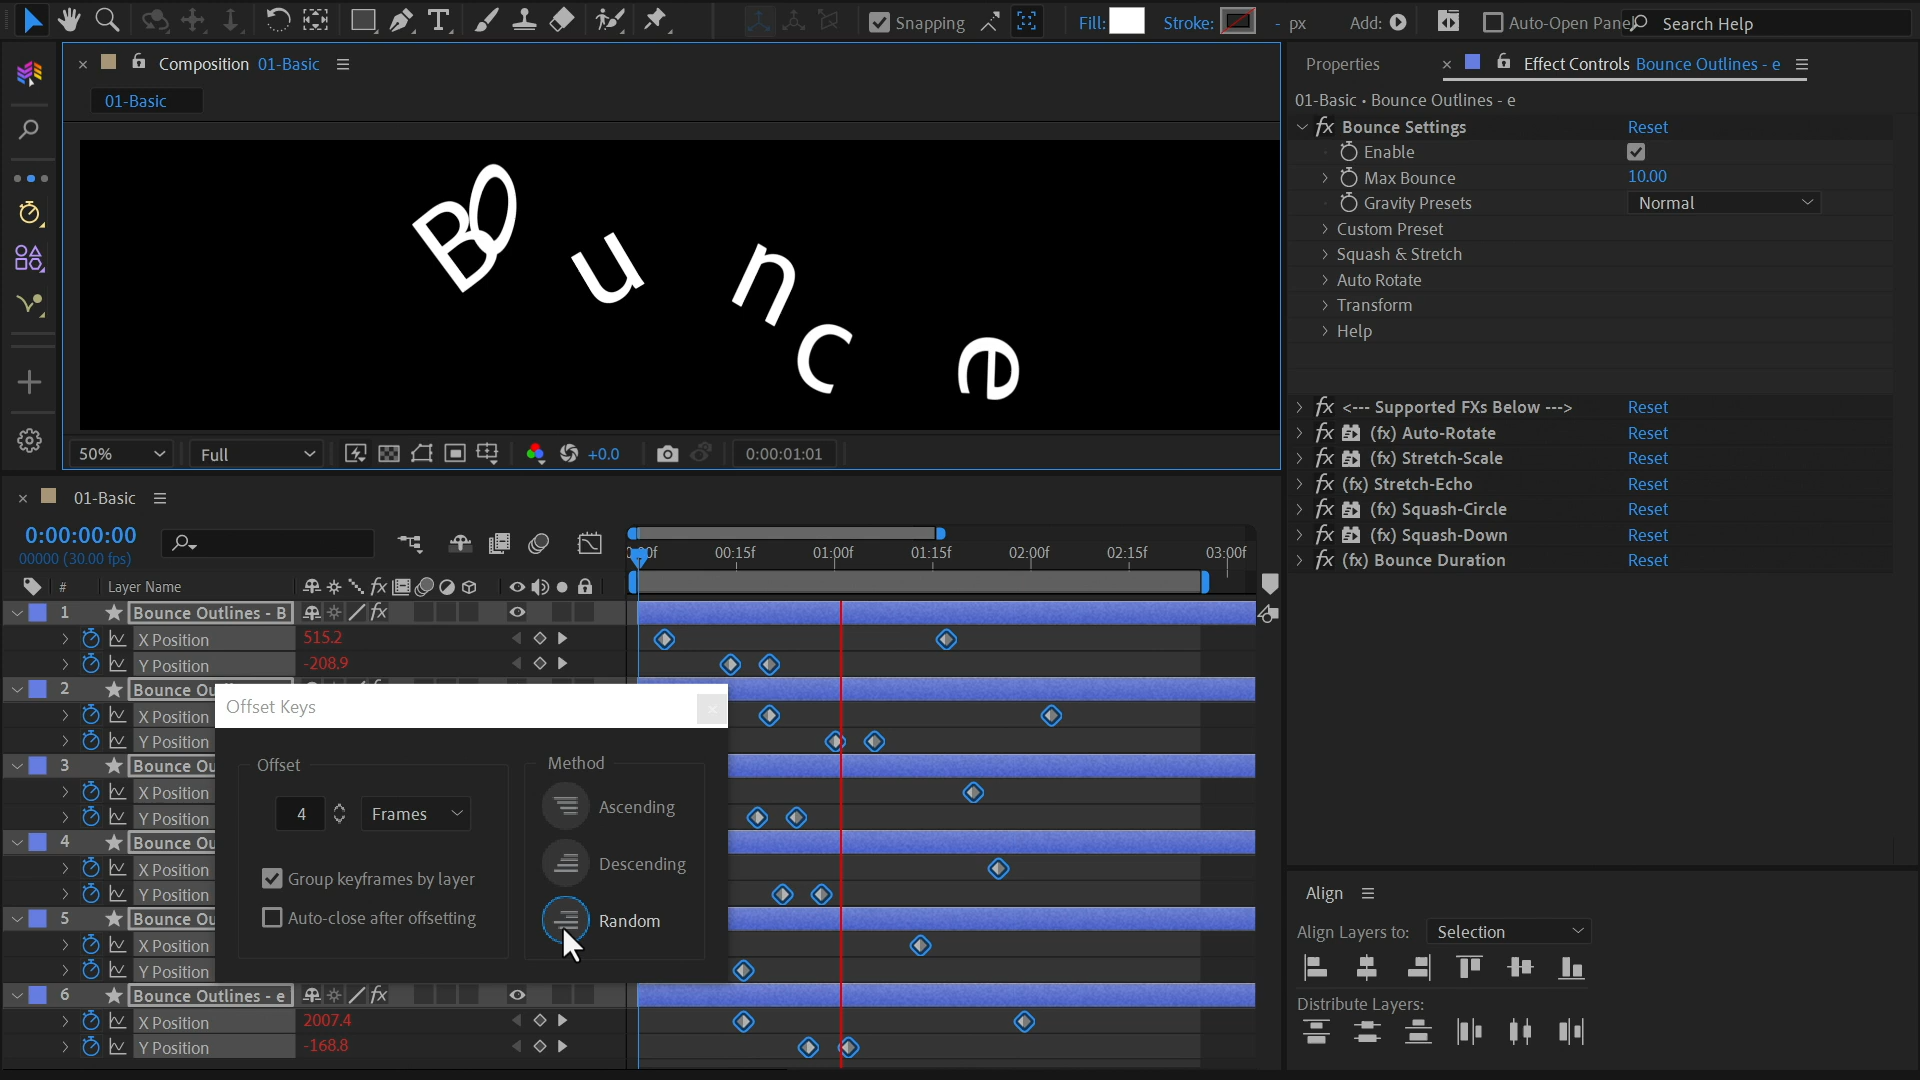 Snapping
Fill:
Stroke:
- px
Add:
Auto-Open Panel
Search Help
Composition 01-Basic
01-Basic
B
o
u
n
c
e
50%
Full
+0.0
0:00:01:01
Properties
Effect Controls Bounce Outlines - e
01-Basic • Bounce Outlines - e
fx Bounce Settings Reset
Enable
Max Bounce 10.00
Gravity Presets Normal
Custom Preset
Squash & Stretch
Auto Rotate
Transform
Help
fx <--- Supported FXs Below ---> Reset
fx (fx) Auto-Rotate Reset
fx (fx) Stretch-Scale Reset
fx (fx) Stretch-Echo Reset
fx (fx) Squash-Circle Reset
fx (fx) Squash-Down Reset
fx (fx) Bounce Duration Reset
01-Basic
0:00:00:00
00000 (30.00 fps)
00:15f 01:00f 01:15f 02:00f 02:15f 03:00f
# Layer Name
1 Bounce Outlines - B
X Position 515.2
Y Position -208.9
2 Bounce Ou
X Position
Y Position
3 Bounce Ou
X Position
Y Position
4 Bounce Ou
X Position
Y Position
5 Bounce Ou
X Position
Y Position
6 Bounce Outlines - e
X Position 2007.4
Y Position -168.8
Offset Keys
Offset
4
Frames
Group keyframes by layer
Auto-close after offsetting
Method
Ascending
Descending
Random
Align
Align Layers to: Selection
Distribute Layers: